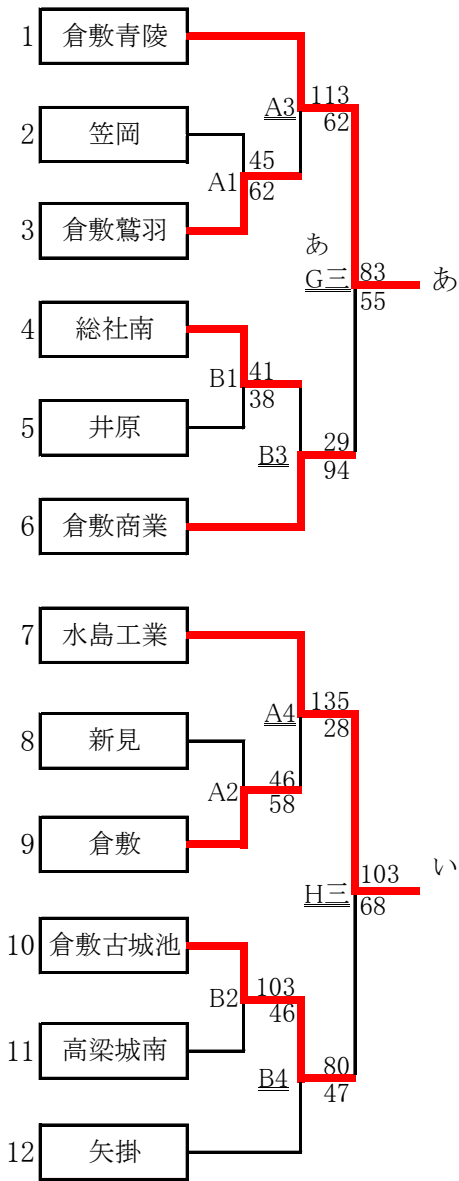 1 倉敷青陵
A3 113
62
2 笠岡
A1 45
62
3 倉敷鷲羽
あ
G三 83 あ
55
4 総社南
B1 41
38
5 井原
B3 29
94
6 倉敷商業
7 水島工業
A4 135
28
8 新見
A2 46
58
9 倉敷
い
H三 103
68
10 倉敷古城池
B2 103
46
11 高梁城南
B4 80
47
12 矢掛